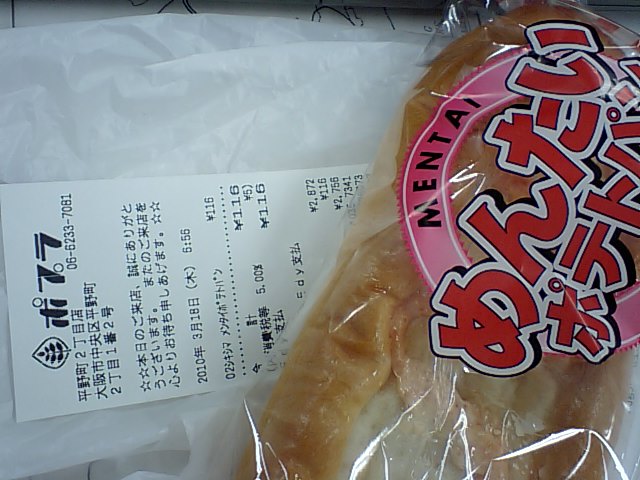 ポプラ
06-6233-7081
平野町2丁目店
大阪市中央区平野町
2丁目1番2号
☆☆本日のご来店、誠にありがと
うございます。 またのご来店を
心よりお待ち申しあげます。☆☆
2010年 3月18日 (木) 6:56
¥116
¥116
(内消費税等 5.00% ¥5)
¥116
Edy支払
¥2,872
¥116
¥2,756
MENTAI
めんたい
ポテトパン